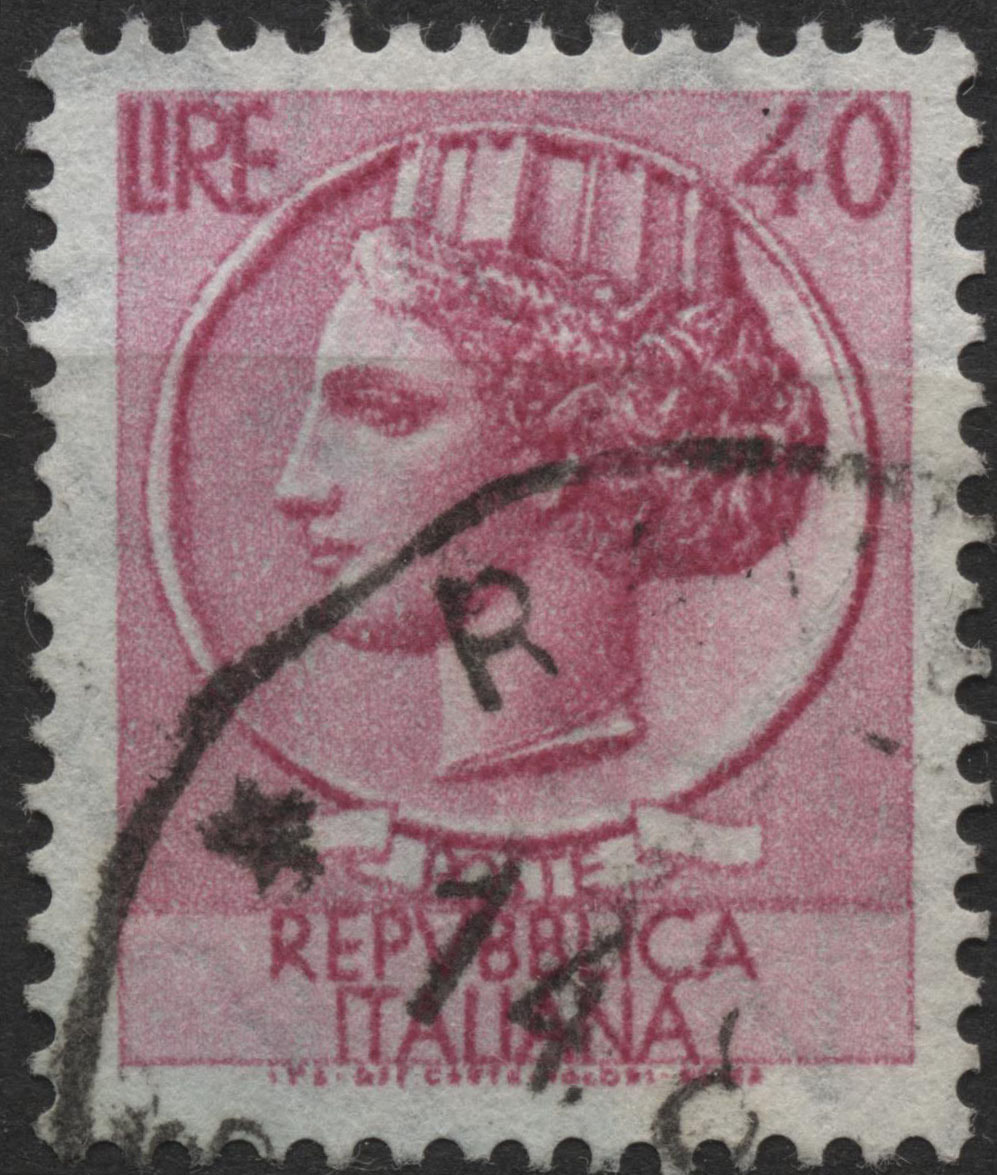 LIRE 40
POSTE
REPVBBLICA
ITALIANA
R